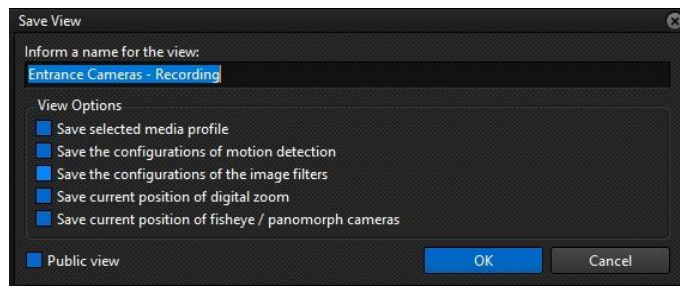 Save View
Inform a name for the view:
Entrance Cameras - Recording
View Options
Save selected media profile
Save the configurations of motion detection
Save the configurations of the image filters
Save current position of digital zoom
Save current position of fisheye / panomorph cameras
Public view
OK
Cancel